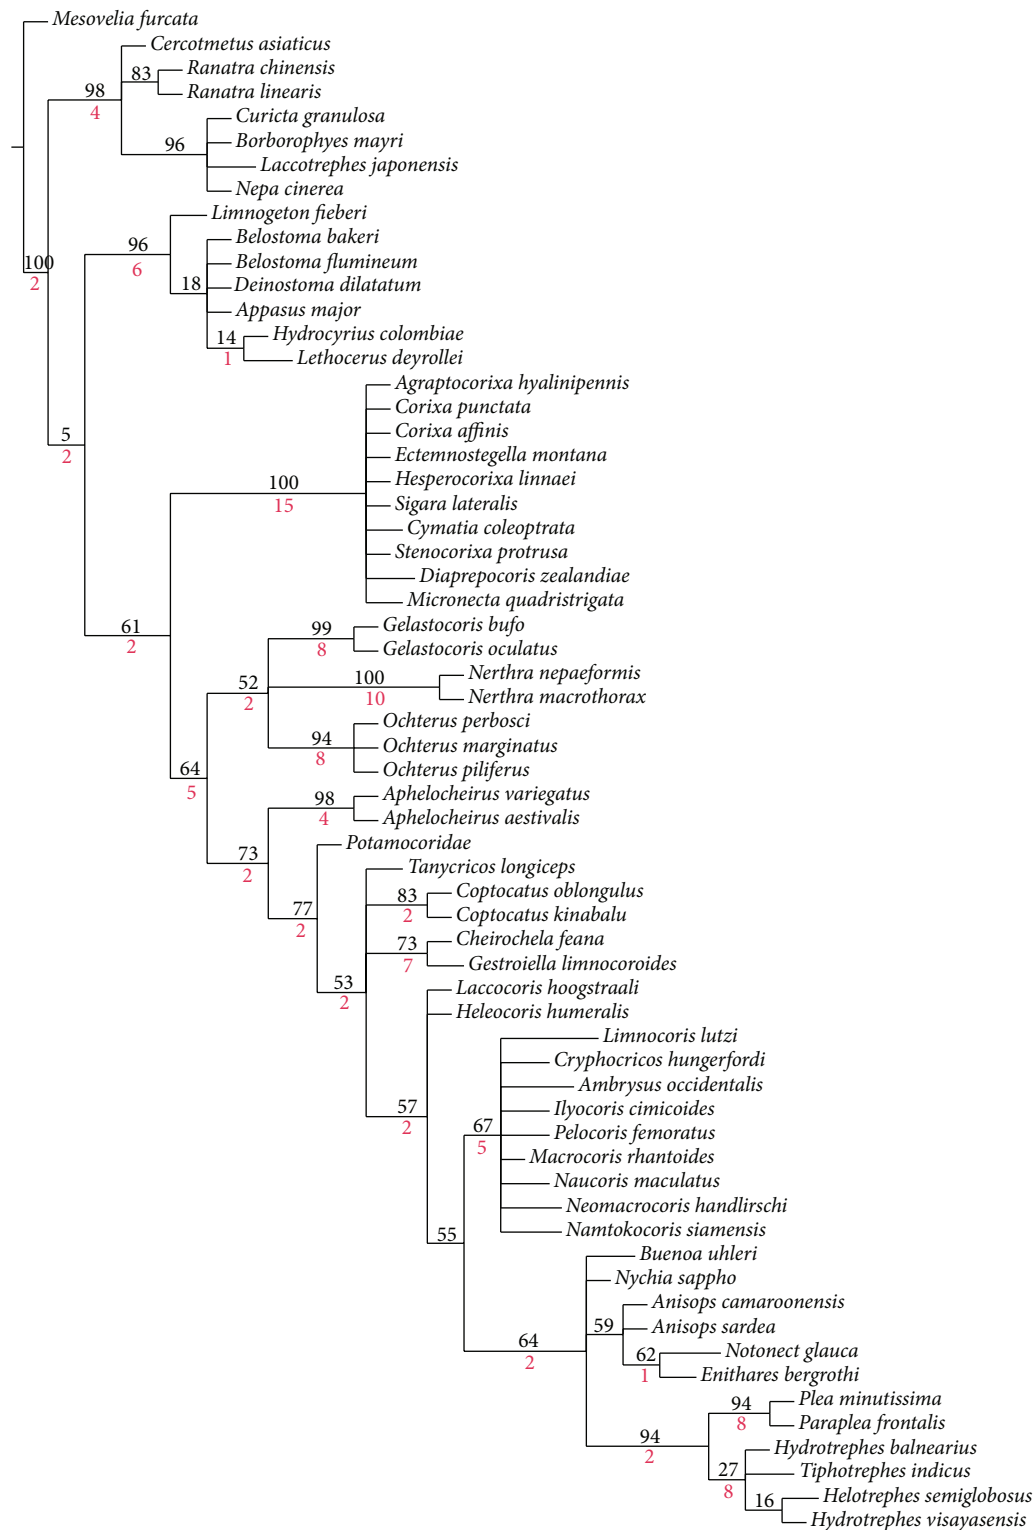 Mesovelia furcata
Cercotmetus asiaticus
83
Ranatra chinensis
98
Ranatra linearis
4
Curicta granulosa
96
Borborophyes mayri
Laccotrephes japonensis
Nepa cinerea
Limnogeton fieberi
96
Belostoma bakeri
100
6
Belostoma flumineum
2
18
Deinostoma dilatatum
Appasus major
14
Hydrocyrius colombiae
1
Lethocerus deyrollei
Agraptocorixa hyalinipennis
Corixa punctata
5
Corixa affinis
2
Ectemnostegella montana
100
Hesperocorixa linnaei
15
Sigara lateralis
Cymatia coleoptrata
Stenocorixa protrusa
Diaprepocoris zealandiae
Micronecta quadristrigata
61
99
Gelastocoris bufo
2
8
Gelastocoris oculatus
52
100
Nerthra nepaeformis
2
10
Nerthra macrothorax
Ochterus perbosci
94
Ochterus marginatus
8
64
Ochterus piliferus
5
98
Aphelocheirus variegatus
4
Aphelocheirus aestivalis
73
Potamocoridae
2
Tanycricos longiceps
83
Coptocatus oblongulus
77
2
Coptocatus kinabalu
2
73
Cheirochela feana
7
Gestroiella limnocoroides
53
Laccocoris hoogstraali
2
Heleocoris humeralis
Limnocoris lutzi
Cryphocricos hungerfordi
Ambrysus occidentalis
57
Ilyocoris cimicoides
2
67
Pelocoris femoratus
5
Macrocoris rhantoides
Naucoris maculatus
Neomacrocoris handlirschi
55
Namtokocoris siamensis
Buenoa uhleri
Nychia sappho
Anisops camaroonensis
59
Anisops sardea
64
62
Notonect glauca
2
1
Enithares bergrothi
94
Plea minutissima
8
Paraplea frontalis
94
Hydrotrephes balnearius
2
27
Tiphotrephes indicus
8
16
Helotrephes semiglobosus
Hydrotrephes visayasensis